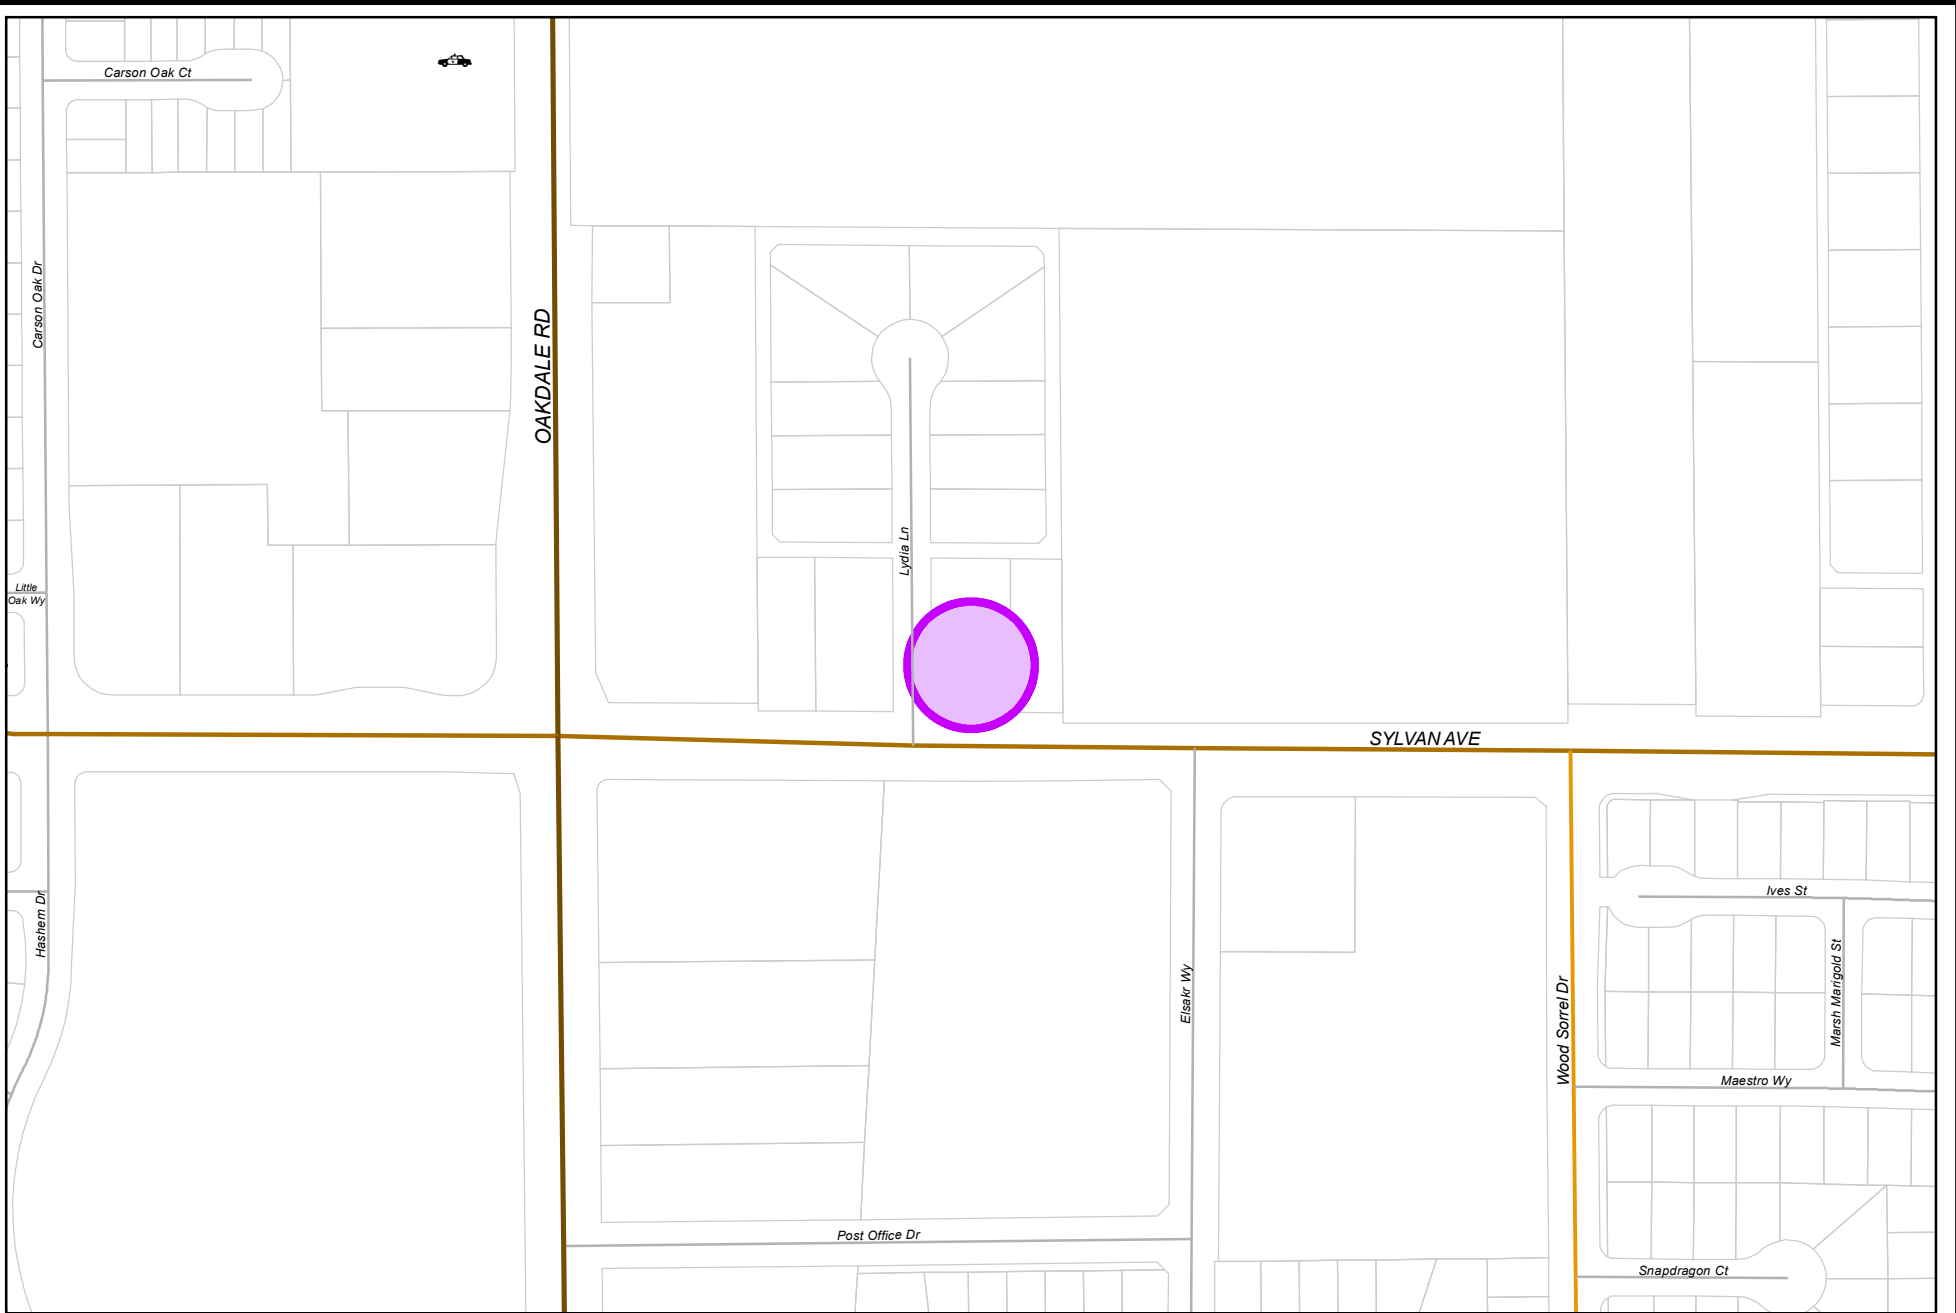 Carson Oak Ct
Carson Oak Dr
OAKDALE RD
Lydia Ln
Little
Oak Wy
SYLVAN AVE
Hashem Dr
Ives St
Marsh Marigold St
Elsakr Wy
Wood Sorrel Dr
Maestro Wy
Post Office Dr
Snapdragon Ct